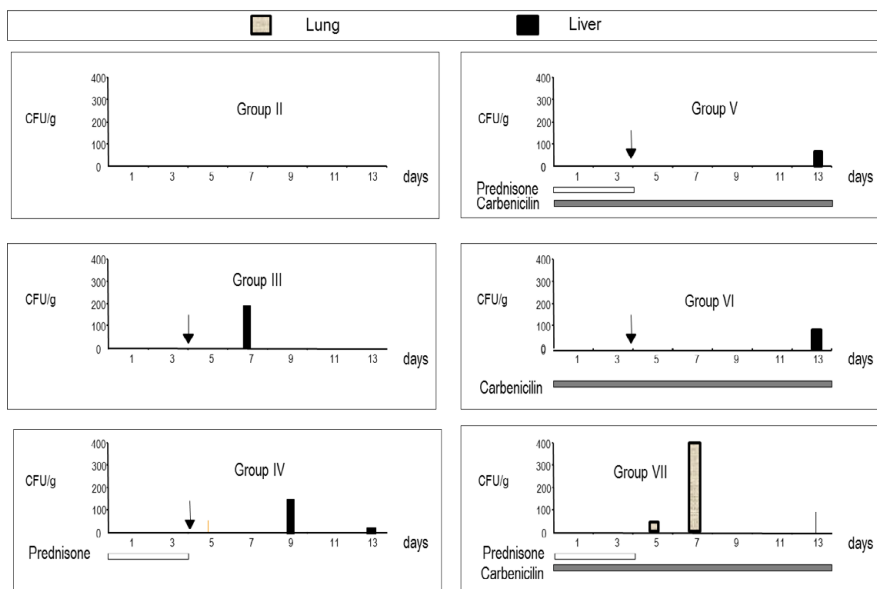 Lung Liver
Group II
400
300
200
100
0
CFU/g
1 3 5 7 9 11 13 days
Group III
400
300
200
100
0
CFU/g
1 3 5 7 9 11 13 days
Group IV
400
300
200
100
0
CFU/g
1 3 5 7 9 11 13 days
Prednisone
Group V
400
300
200
100
0
CFU/g
1 3 5 7 9 11 13 days
Prednisone
Carbenicilin
Group VI
400
300
200
100
0
CFU/g
1 3 5 7 9 11 13 days
Carbenicilin
Group VII
400
300
200
100
0
CFU/g
1 3 5 7 9 11 13 days
Prednisone
Carbenicilin